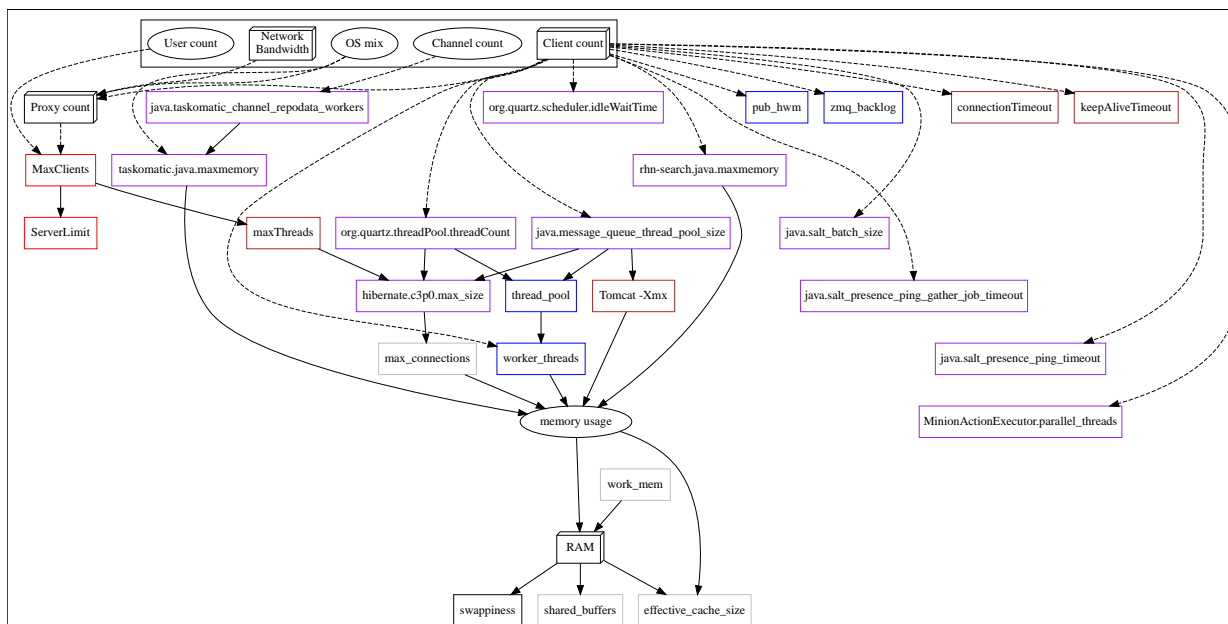 User count
Network
Bandwidth
OS mix
Channel count
Client count
Proxy count
java.taskomatic_channel_repodata_workers
org.quartz.scheduler.idleWaitTime
pub_hwm
zmq_backlog
connectionTimeout
keepAliveTimeout
MaxClients
taskomatic.java.maxmemory
rhn-search.java.maxmemory
ServerLimit
maxThreads
org.quartz.threadPool.threadCount
java.message_queue_thread_pool_size
java.salt_batch_size
hibernate.c3p0.max_size
thread_pool
Tomcat -Xmx
java.salt_presence_ping_gather_job_timeout
max_connections
worker_threads
java.salt_presence_ping_timeout
memory usage
MinionActionExecutor.parallel_threads
work_mem
RAM
swappiness
shared_buffers
effective_cache_size